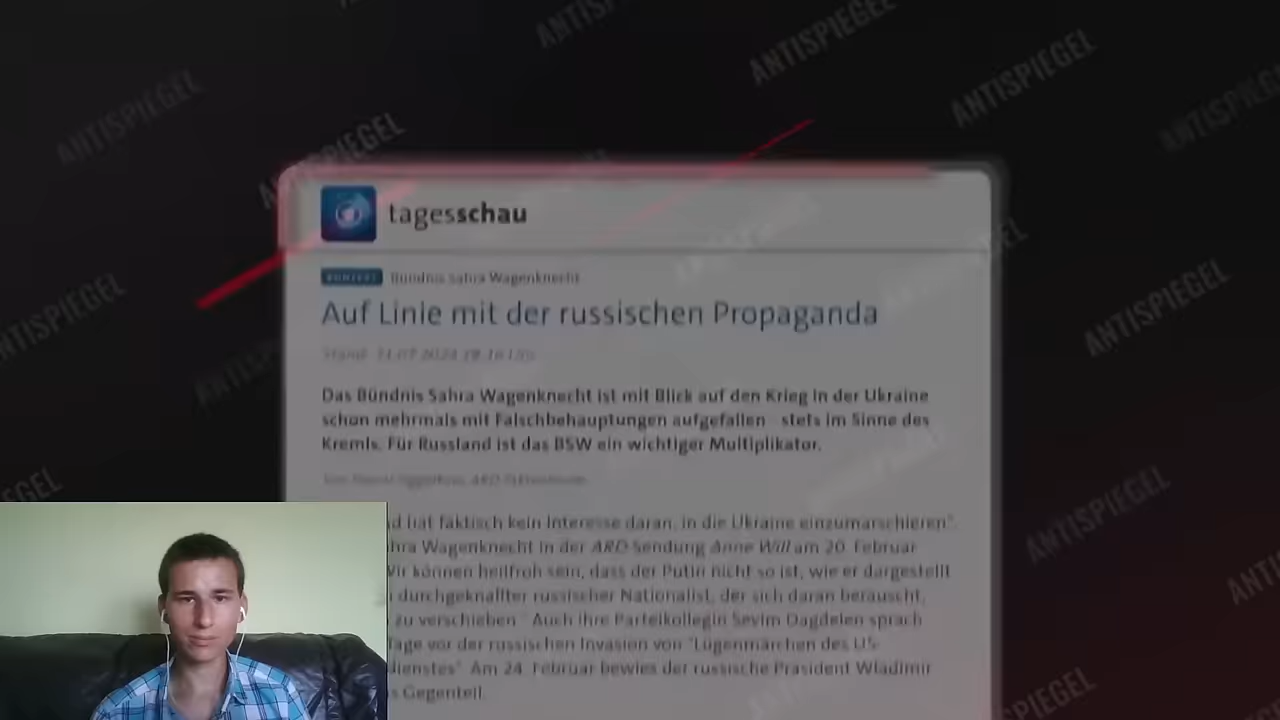 ANTISPIEGEL
tagesschau
KONTEXT Bündnis Sahra Wagenknecht
Auf Linie mit der russischen Propaganda
Stand:
Das Bündnis Sahra Wagenknecht ist mit Blick auf den Krieg in der Ukraine
schon mehrmals mit Falschbehauptungen aufgefallen - stets im Sinne des
Kremls. Für Russland ist das BSW ein wichtiger Multiplikator.
hat faktisch kein Interesse daran, in die Ukraine einzumarschieren".
Wagenknecht in der ARD Sendung Anne Will am 20. Februar
können heilfroh sein, dass der Putin nicht so ist, wie er dargestellt
durchgeknallter russischer Nationalist, der sich daran berauscht,
zu verschieben." Auch ihre Parteikollegin Sevim Dagdelen sprach
vor der russischen Invasion von "Lügenmärchen des US-
Am 24. Februar bewies der russische Präsident Wladimir
Gegenteil.